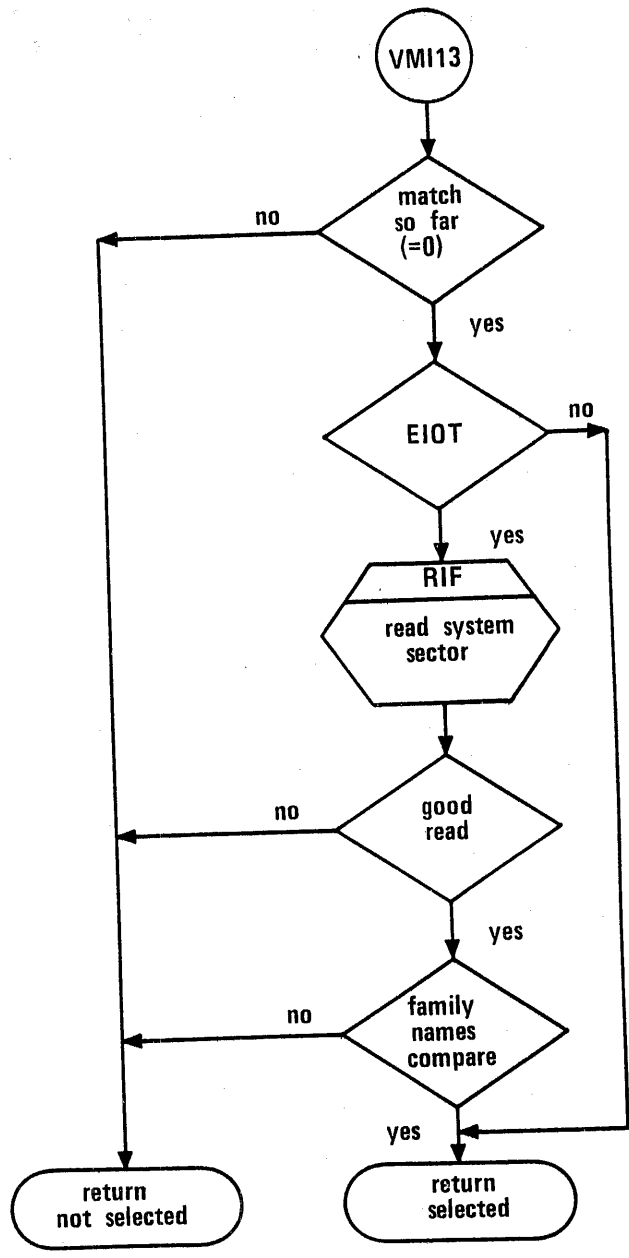 VMI13
match
so far
(=0)
no
yes
EIOT
no
yes
RIF
read system
sector
good
read
no
yes
family
names
compare
no
yes
return
not selected
return
selected